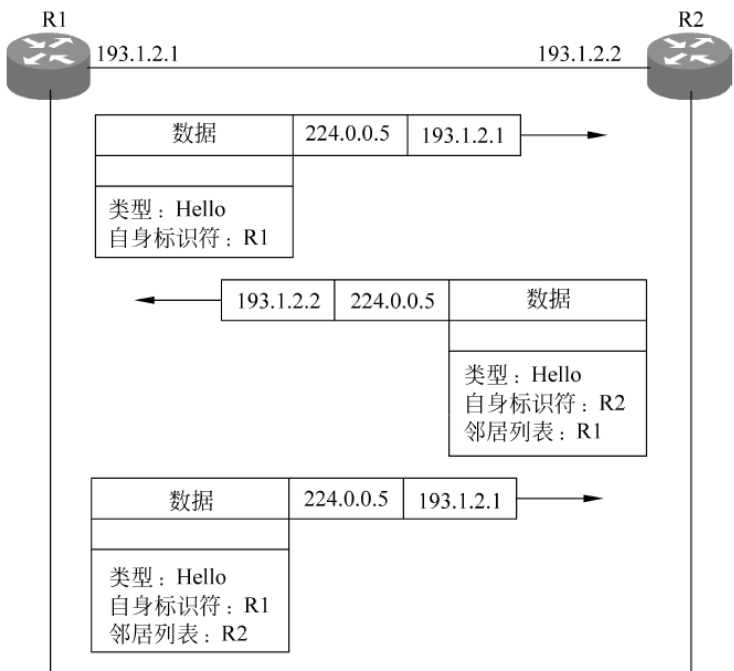 R1
R2
193.1.2.1
193.1.2.2
数据 224.0.0.5 193.1.2.1
类型：Hello
自身标识符：R1
193.1.2.2 224.0.0.5 数据
类型：Hello
自身标识符：R2
邻居列表：R1
数据 224.0.0.5 193.1.2.1
类型：Hello
自身标识符：R1
邻居列表：R2